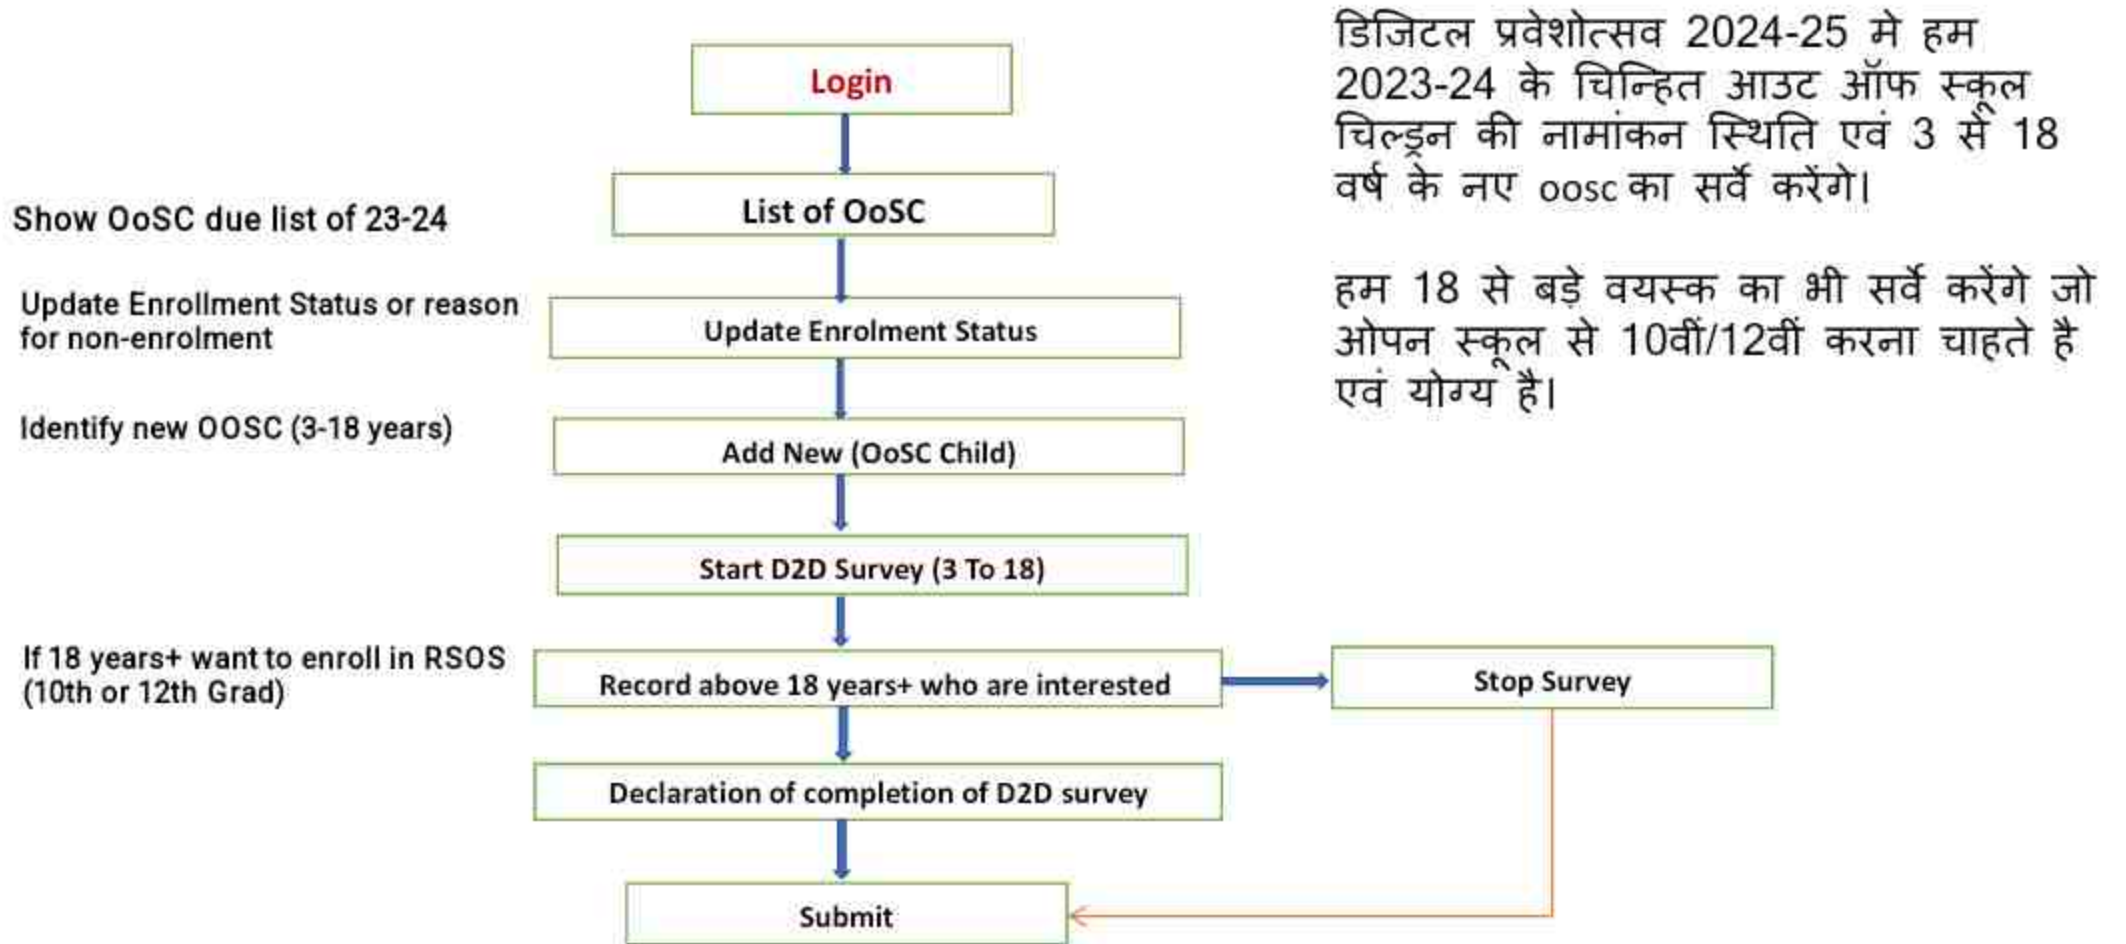 Login
Show OoSC due list of 23-24
List of OoSC
Update Enrollment Status or reason
for non-enrolment
Update Enrolment Status
Identify new OOSC (3-18 years)
Add New (OoSC Child)
Start D2D Survey (3 To 18)
If 18 years+ want to enroll in RSOS
(10th or 12th Grad)
Record above 18 years+ who are interested
Stop Survey
Declaration of completion of D2D survey
Submit
डिजिटल प्रवेशोत्सव 2024-25 मे हम
2023-24 के चिन्हित आउट ऑफ स्कूल
चिल्ड्रन की नामांकन स्थिति एवं 3 से 18
वर्ष के नए oosc का सर्वे करेंगे।
हम 18 से बड़े वयस्क का भी सर्वे करेंगे जो
ओपन स्कूल से 10वीं/12वीं करना चाहते है
एवं योग्य है।